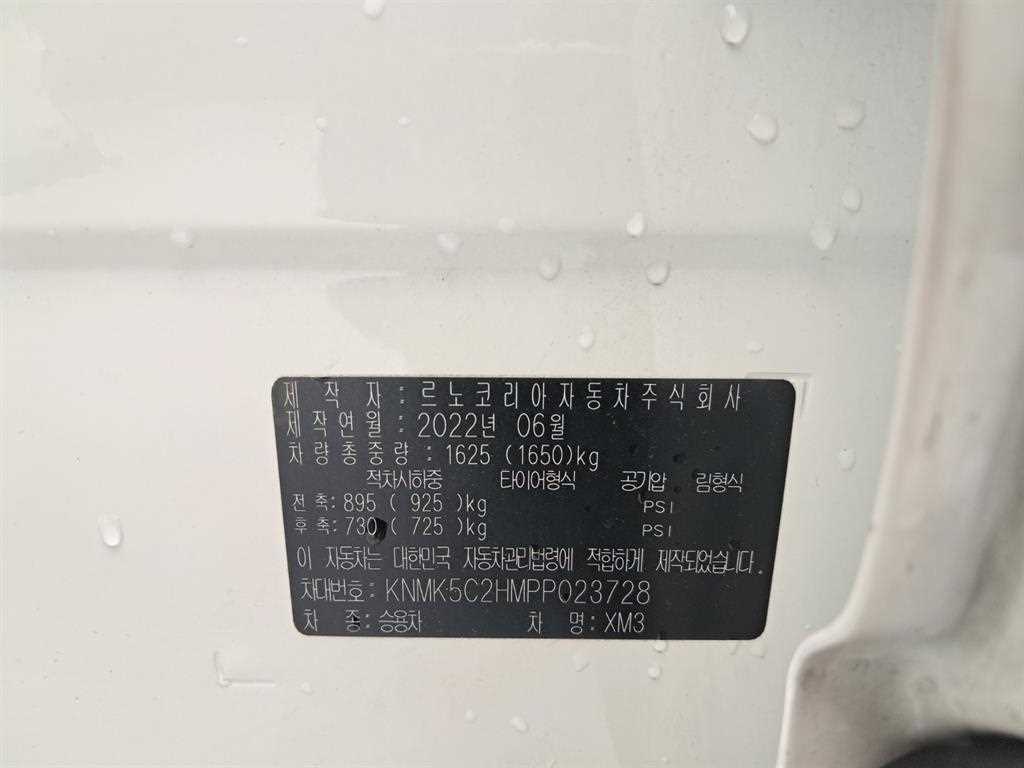 제 작 자 : 르노코리아자동차주식회사
제작연월 : 2022년 06월
차량총중량 : 1625 (1650)kg
적차시하중 타이어형식 공기압 림형식
전 축: 895 ( 925 )kg PSI
후 축: 730 ( 725 )kg PSI
이 자동차는 대한민국 자동차관리법령에 적합하게 제작되었습니다.
차대번호: KNMK5C2HMPP023728
차 종: 승용차 차 명: XM3